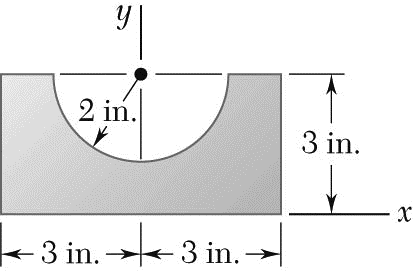 y
2 in.
3 in.
x
3 in. 3 in.